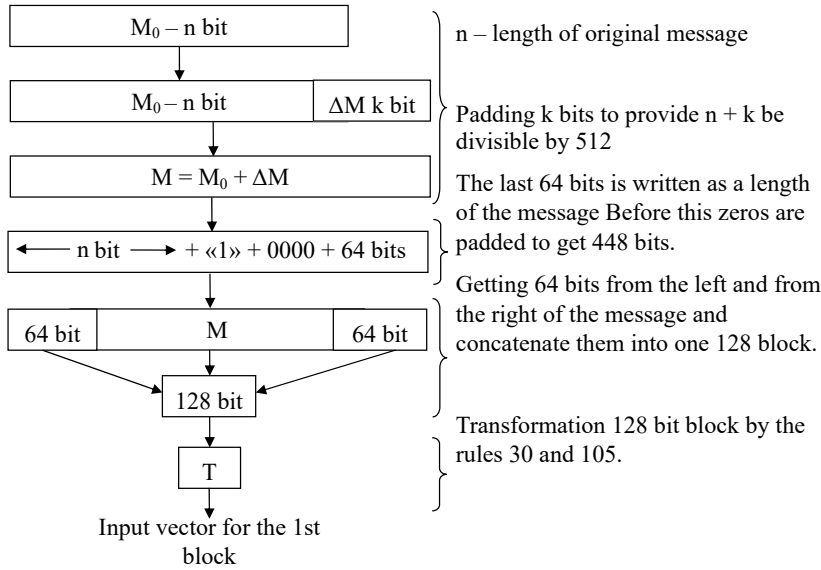 M₀ – n bit
n – length of original message
M₀ – n bit
ΔM k bit
Padding k bits to provide n + k be
divisible by 512
M = M₀ + ΔM
The last 64 bits is written as a length
of the message Before this zeros are
padded to get 448 bits.
n bit + «1» + 0000 + 64 bits
Getting 64 bits from the left and from
the right of the message and
concatenate them into one 128 block.
64 bit
M
64 bit
128 bit
Transformation 128 bit block by the
rules 30 and 105.
T
Input vector for the 1st
block